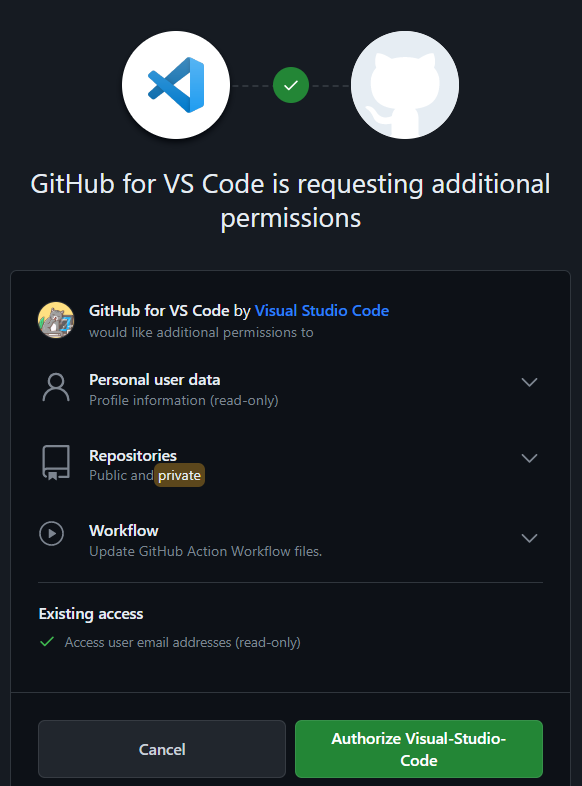 GitHub for VS Code is requesting additional
permissions
GitHub for VS Code by Visual Studio Code
would like additional permissions to
Personal user data
Profile information (read-only)
Repositories
Public and private
Workflow
Update GitHub Action Workflow files.
Existing access
Access user email addresses (read-only)
Cancel
Authorize Visual-Studio-
Code